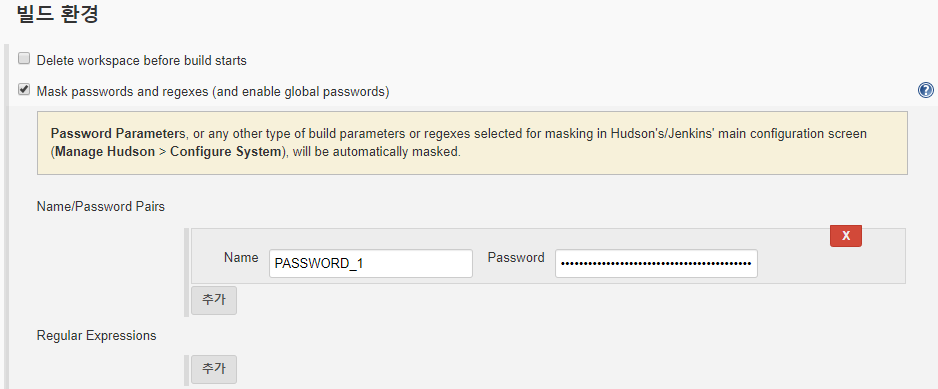 빌드 환경
Delete workspace before build starts
Mask passwords and regexes (and enable global passwords)
?
Password Parameters, or any other type of build parameters or regexes selected for masking in Hudson's/Jenkins' main configuration screen
(Manage Hudson > Configure System), will be automatically masked.
Name/Password Pairs
X
Name PASSWORD_1 Password ••••••••••••••••••••••••••••••••••••••••••
추가
Regular Expressions
추가